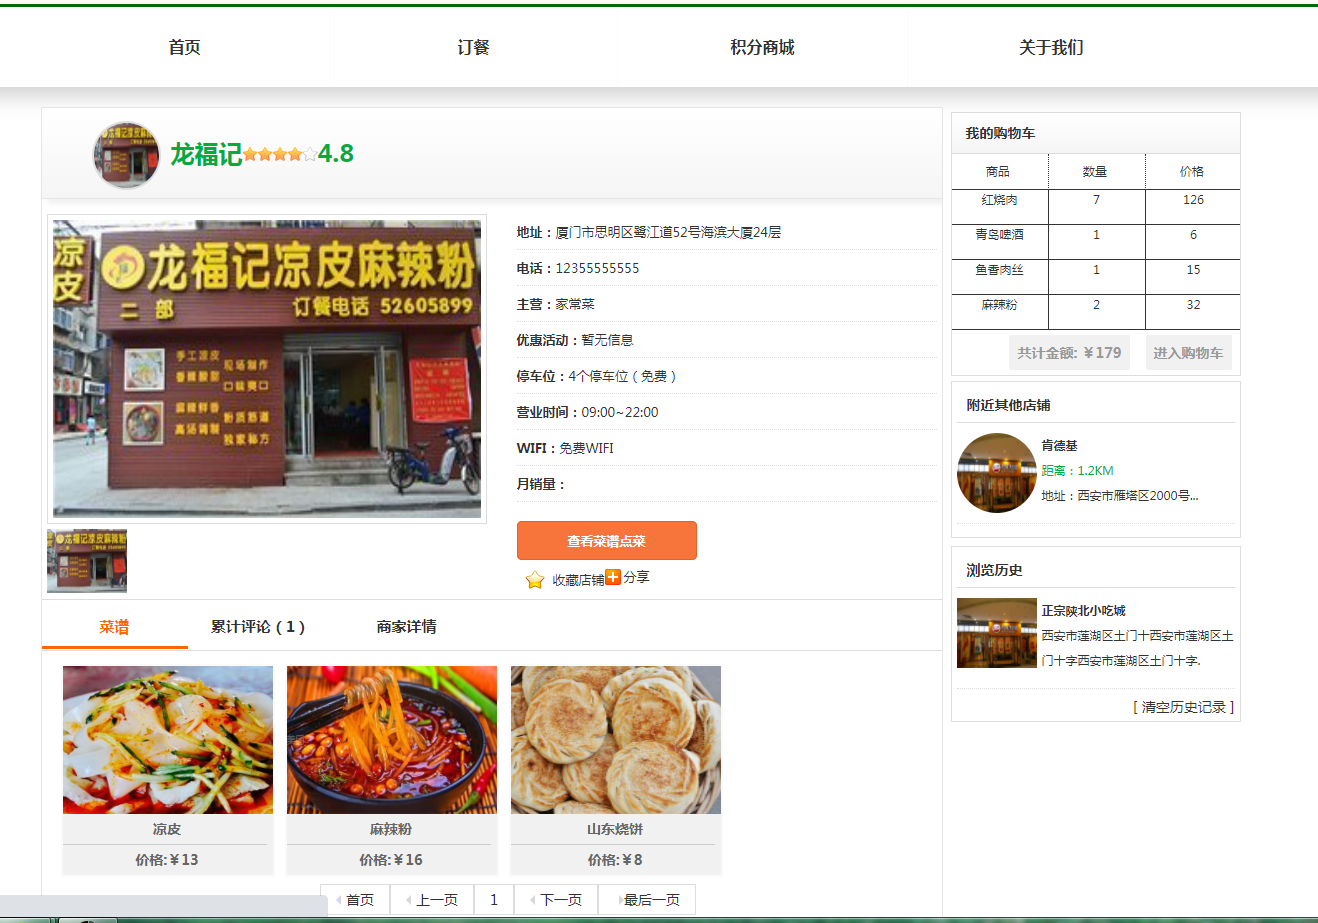 首页 订餐 积分商城 关于我们
龙福记 4.8
凉皮
龙福记凉皮麻辣粉
二部 订餐电话 52605899
手工凉皮 现场制作
香辣酸甜 口味爽口
麻辣鲜香 粉质筋道
高汤调制 独家秘方
地址：厦门市思明区鹭江道52号海滨大厦24层
电话：12355555555
主营：家常菜
优惠活动：暂无信息
停车位：4个停车位（免费）
营业时间：09:00~22:00
WIFI：免费WIFI
月销量：
查看菜谱点菜
收藏店铺 分享
菜谱 累计评论（1） 商家详情
凉皮 麻辣粉 山东烧饼
价格:￥13 价格:￥16 价格:￥8
首页 上一页 1 下一页 最后一页
我的购物车
商品 数量 价格
红烧肉 7 126
青岛啤酒 1 6
鱼香肉丝 1 15
麻辣粉 2 32
共计金额: ￥179 进入购物车
附近其他店铺
肯德基
距离：1.2KM
地址：西安市雁塔区2000号...
浏览历史
正宗陕北小吃城
西安市莲湖区土门十西安市莲湖区土
门十字西安市莲湖区土门十字.
[ 清空历史记录 ]